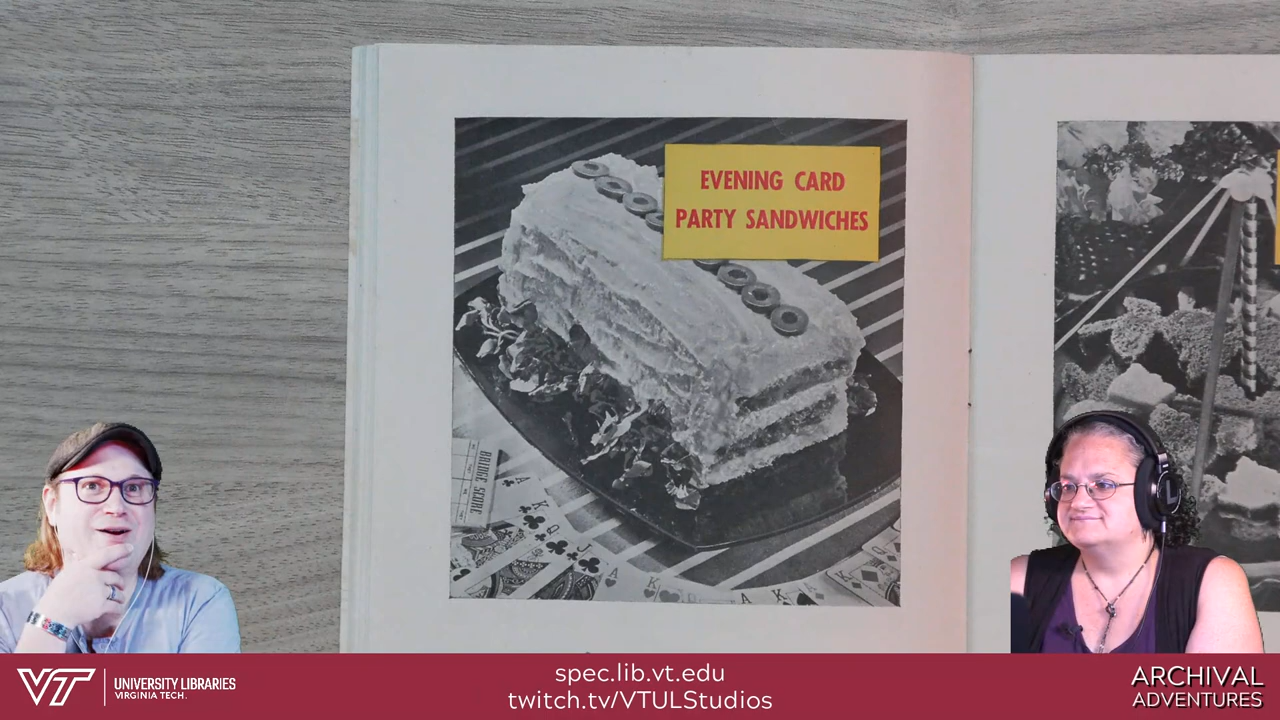 EVENING CARD
PARTY SANDWICHES
BRIDGE SCORE
A
K
Q
J
A
K
A
K
VT
UNIVERSITY LIBRARIES
VIRGINIA TECH.
spec.lib.vt.edu
twitch.tv/VTULStudios
ARCHIVAL
ADVENTURES